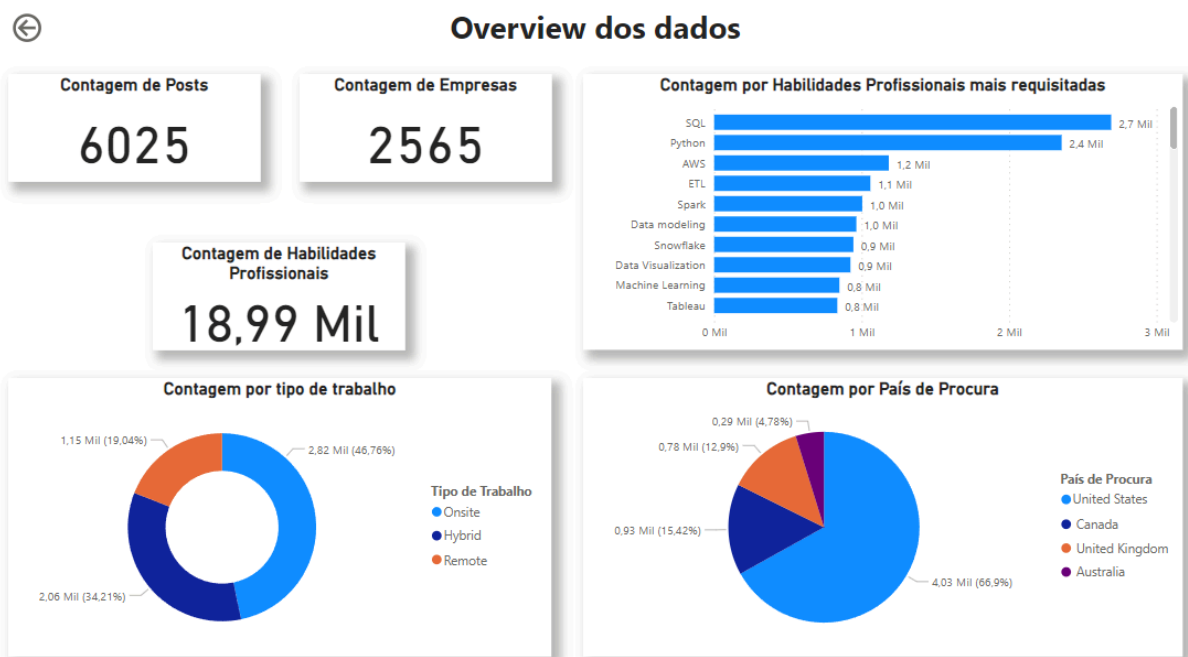 Overview dos dados
Contagem de Posts
6025
Contagem de Empresas
2565
Contagem de Habilidades
Profissionais
18,99 Mil
Contagem por Habilidades Profissionais mais requisitadas
SQL 2,7 Mil
Python 2,4 Mil
AWS 1,2 Mil
ETL 1,1 Mil
Spark 1,0 Mil
Data modeling 1,0 Mil
Snowflake 0,9 Mil
Data Visualization 0,9 Mil
Machine Learning 0,8 Mil
Tableau 0,8 Mil
0 Mil 1 Mil 2 Mil 3 Mil
Contagem por tipo de trabalho
1,15 Mil (19,04%)
2,82 Mil (46,76%)
2,06 Mil (34,21%)
Tipo de Trabalho
Onsite
Hybrid
Remote
Contagem por País de Procura
0,29 Mil (4,78%)
0,78 Mil (12,9%)
0,93 Mil (15,42%)
4,03 Mil (66,9%)
País de Procura
United States
Canada
United Kingdom
Australia